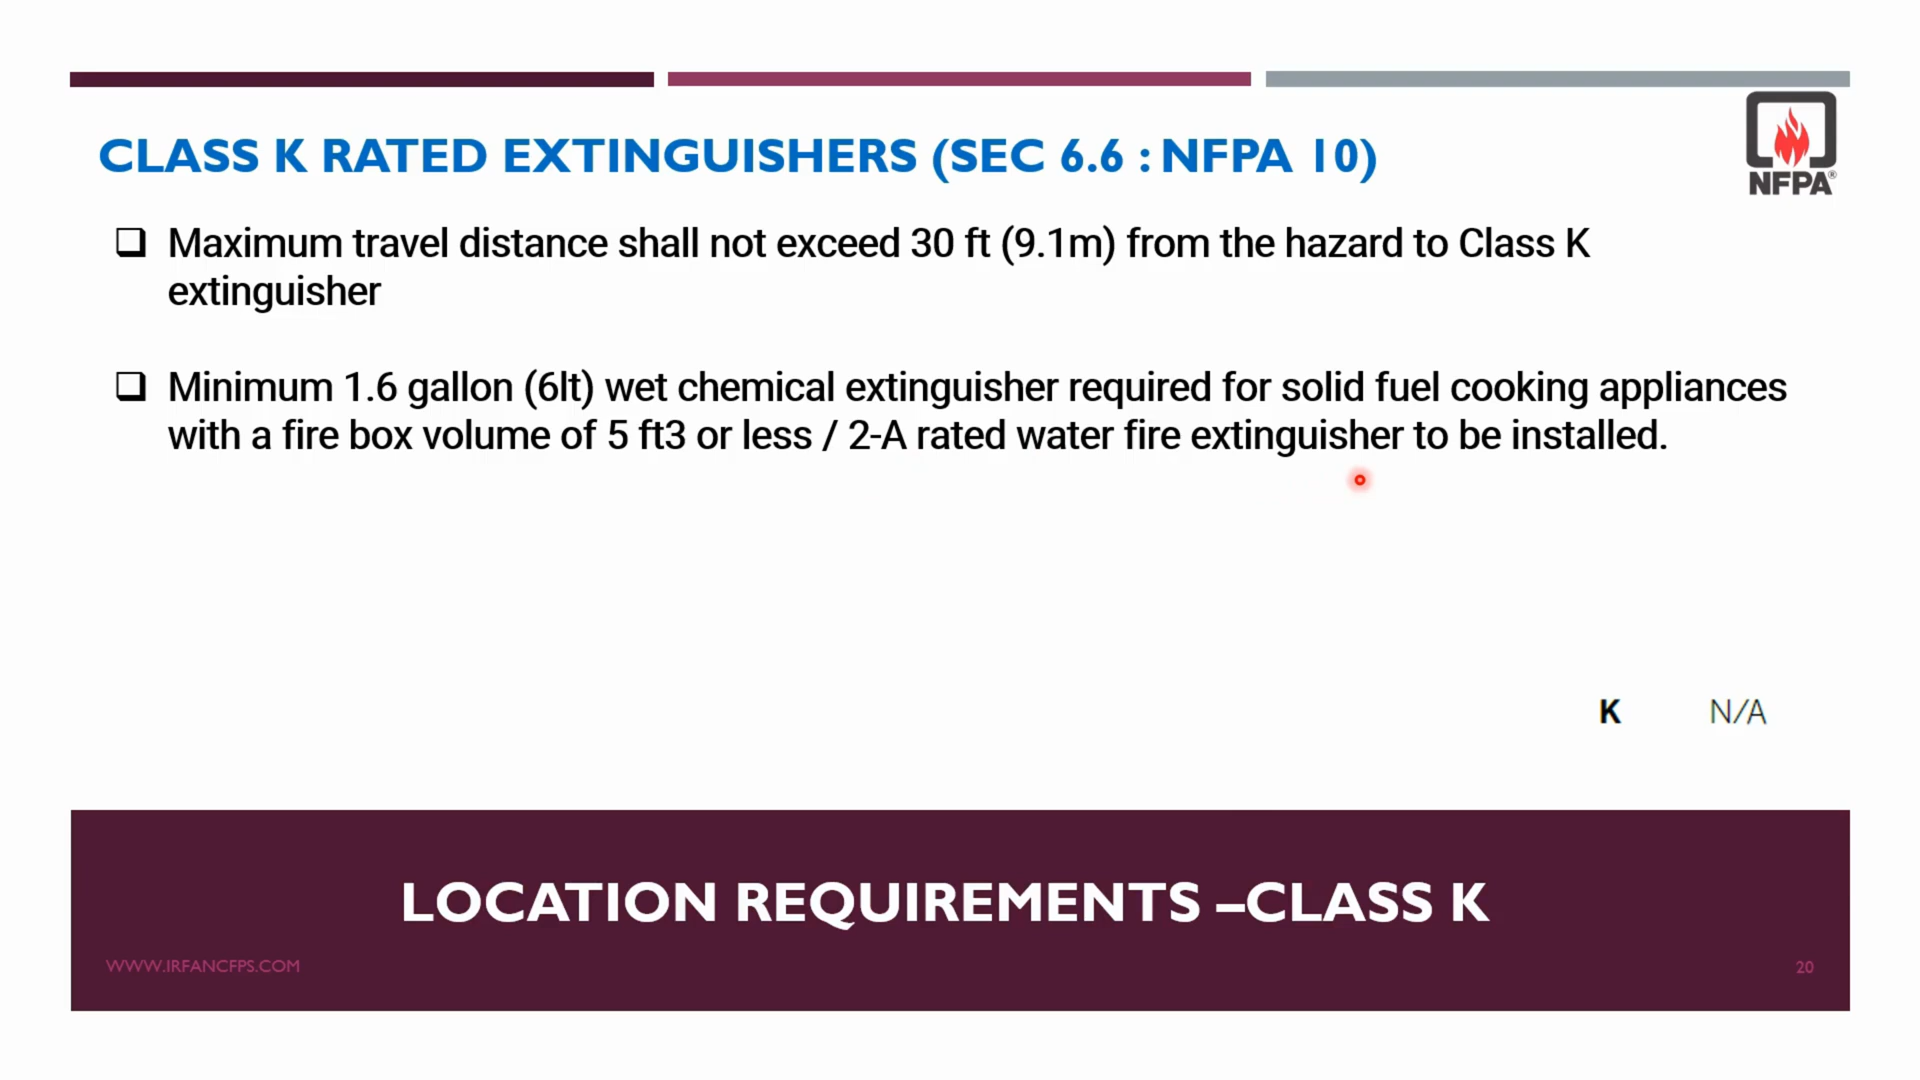 CLASS K RATED EXTINGUISHERS (SEC 6.6 : NFPA 10)
NFPA®
Maximum travel distance shall not exceed 30 ft (9.1m) from the hazard to Class K
extinguisher
Minimum 1.6 gallon (6lt) wet chemical extinguisher required for solid fuel cooking appliances
with a fire box volume of 5 ft3 or less / 2-A rated water fire extinguisher to be installed.
K N/A
LOCATION REQUIREMENTS –CLASS K
WWW.IRFANCFPS.COM
20